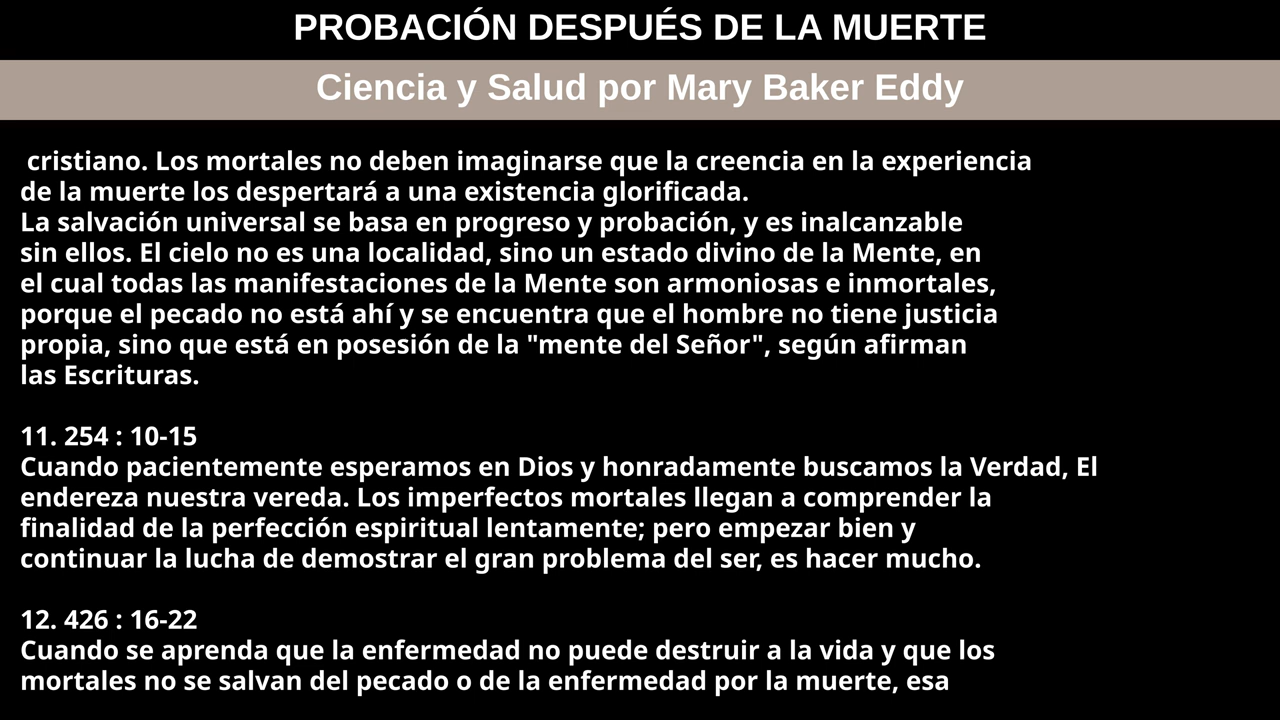 PROBACIÓN DESPUÉS DE LA MUERTE
Ciencia y Salud por Mary Baker Eddy
cristiano. Los mortales no deben imaginarse que la creencia en la experiencia
de la muerte los despertará a una existencia glorificada.
La salvación universal se basa en progreso y probación, y es inalcanzable
sin ellos. El cielo no es una localidad, sino un estado divino de la Mente, en
el cual todas las manifestaciones de la Mente son armoniosas e inmortales,
porque el pecado no está ahí y se encuentra que el hombre no tiene justicia
propia, sino que está en posesión de la "mente del Señor", según afirman
las Escrituras.
11. 254 : 10-15
Cuando pacientemente esperamos en Dios y honradamente buscamos la Verdad, El
endereza nuestra vereda. Los imperfectos mortales llegan a comprender la
finalidad de la perfección espiritual lentamente; pero empezar bien y
continuar la lucha de demostrar el gran problema del ser, es hacer mucho.
12. 426 : 16-22
Cuando se aprenda que la enfermedad no puede destruir a la vida y que los
mortales no se salvan del pecado o de la enfermedad por la muerte, esa